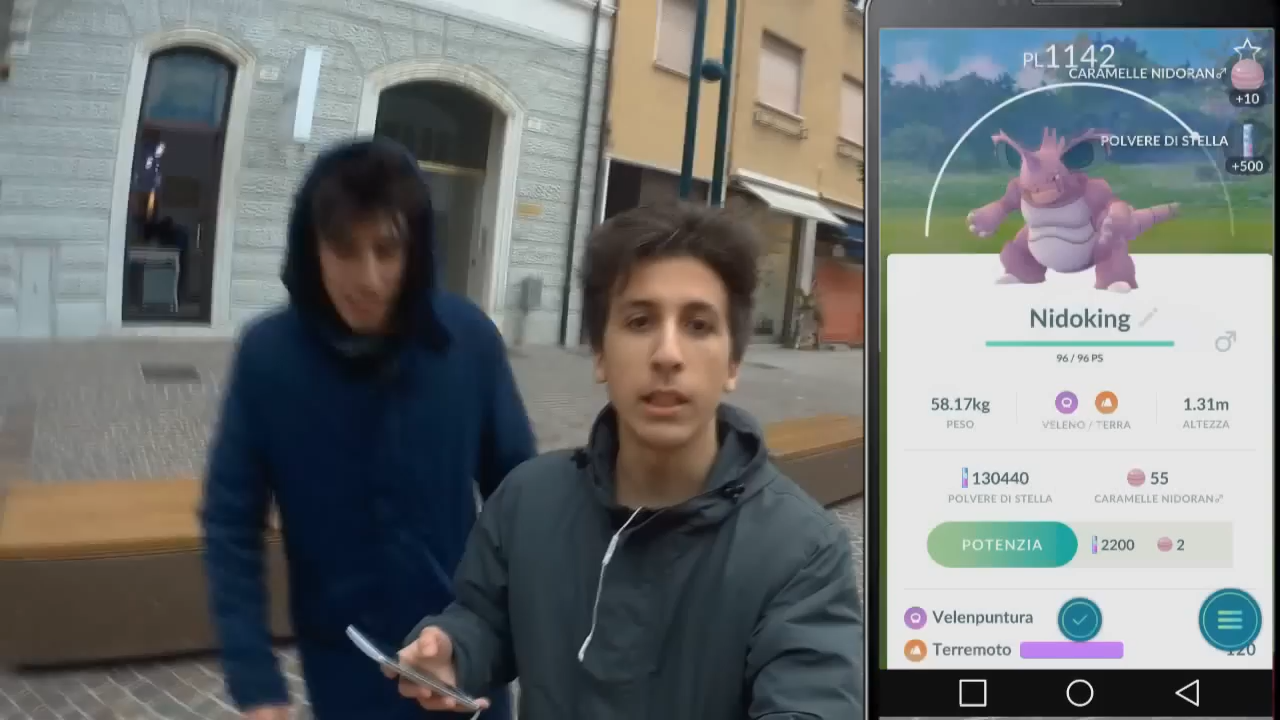 PL1142
CARAMELLE NIDORAN♂
+10
POLVERE DI STELLA
+500
Nidoking
96 / 96 PS
58.17kg
PESO
VELENO / TERRA
1.31m
ALTEZZA
130440
POLVERE DI STELLA
55
CARAMELLE NIDORAN♂
POTENZIA
2200
2
Velenpuntura
Terremoto
120